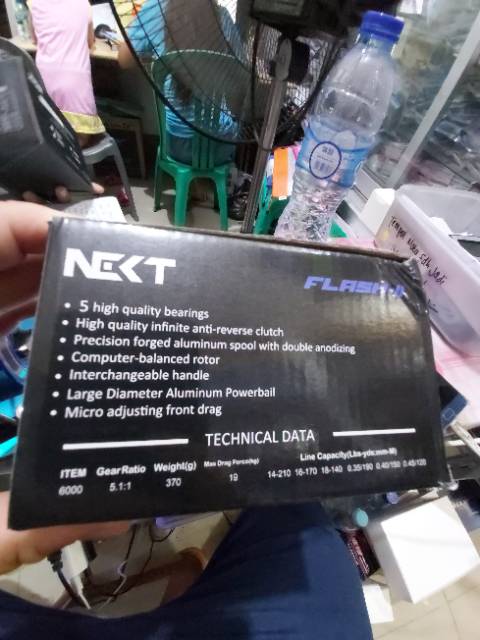 NEKT
FLASH-II
• 5 high quality bearings
• High quality infinite anti-reverse clutch
• Precision forged aluminum spool with double anodizing
• Computer-balanced rotor
• Interchangeable handle
• Large Diameter Aluminum Powerbail
• Micro adjusting front drag
TECHNICAL DATA
ITEM GearRatio Weight(g) Max Drag Force(kg) Line Capacity(Lbs-yds:mm-M)
6000 5.1:1 370 19 14-210 16-170 18-140 0.35/190 0.40/150 0.45/120